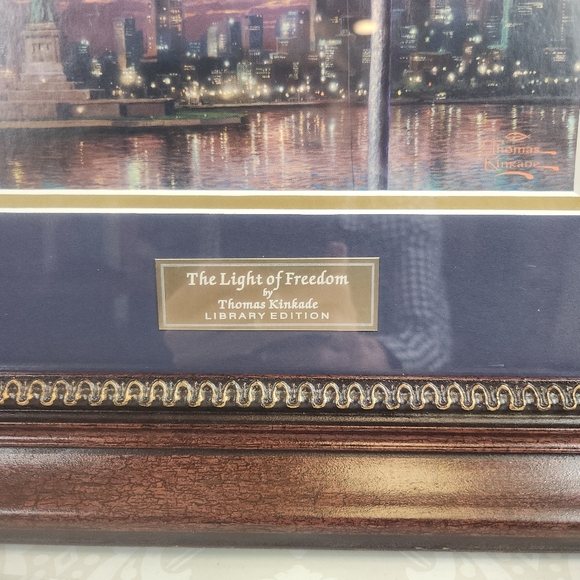 Thomas
Kinkade
The Light of Freedom
by
Thomas Kinkade
LIBRARY EDITION